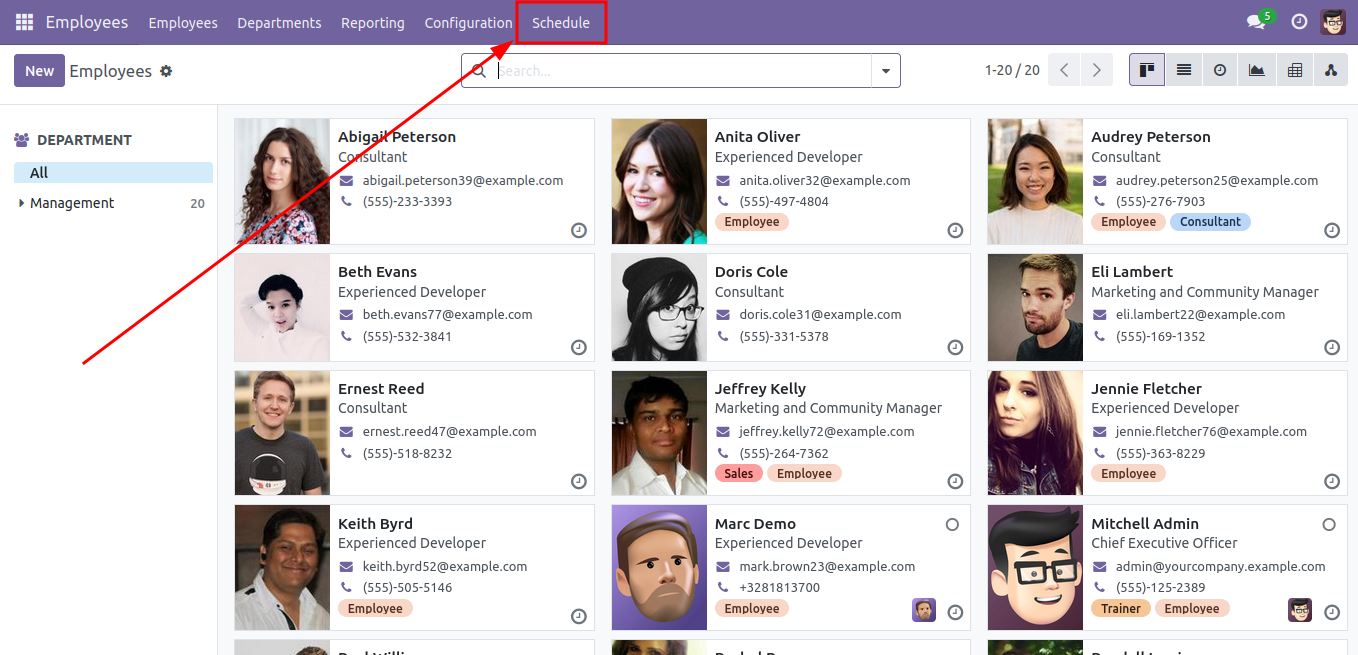 Employees Employees Departments Reporting Configuration Schedule 5
New Employees Search... 1-20 / 20
DEPARTMENT
All
Management 20
Abigail Peterson
Consultant
abigail.peterson39@example.com
(555)-233-3393
Anita Oliver
Experienced Developer
anita.oliver32@example.com
(555)-497-4804
Employee
Audrey Peterson
Consultant
audrey.peterson25@example.com
(555)-276-7903
Employee Consultant
Beth Evans
Experienced Developer
beth.evans77@example.com
(555)-532-3841
Doris Cole
Consultant
doris.cole31@example.com
(555)-331-5378
Eli Lambert
Marketing and Community Manager
eli.lambert22@example.com
(555)-169-1352
Ernest Reed
Consultant
ernest.reed47@example.com
(555)-518-8232
Jeffrey Kelly
Marketing and Community Manager
jeffrey.kelly72@example.com
(555)-264-7362
Sales Employee
Jennie Fletcher
Experienced Developer
jennie.fletcher76@example.com
(555)-363-8229
Employee
Keith Byrd
Experienced Developer
keith.byrd52@example.com
(555)-505-5146
Employee
Marc Demo
Experienced Developer
mark.brown23@example.com
+3281813700
Employee
Mitchell Admin
Chief Executive Officer
admin@yourcompany.example.com
(555)-125-2389
Trainer Employee